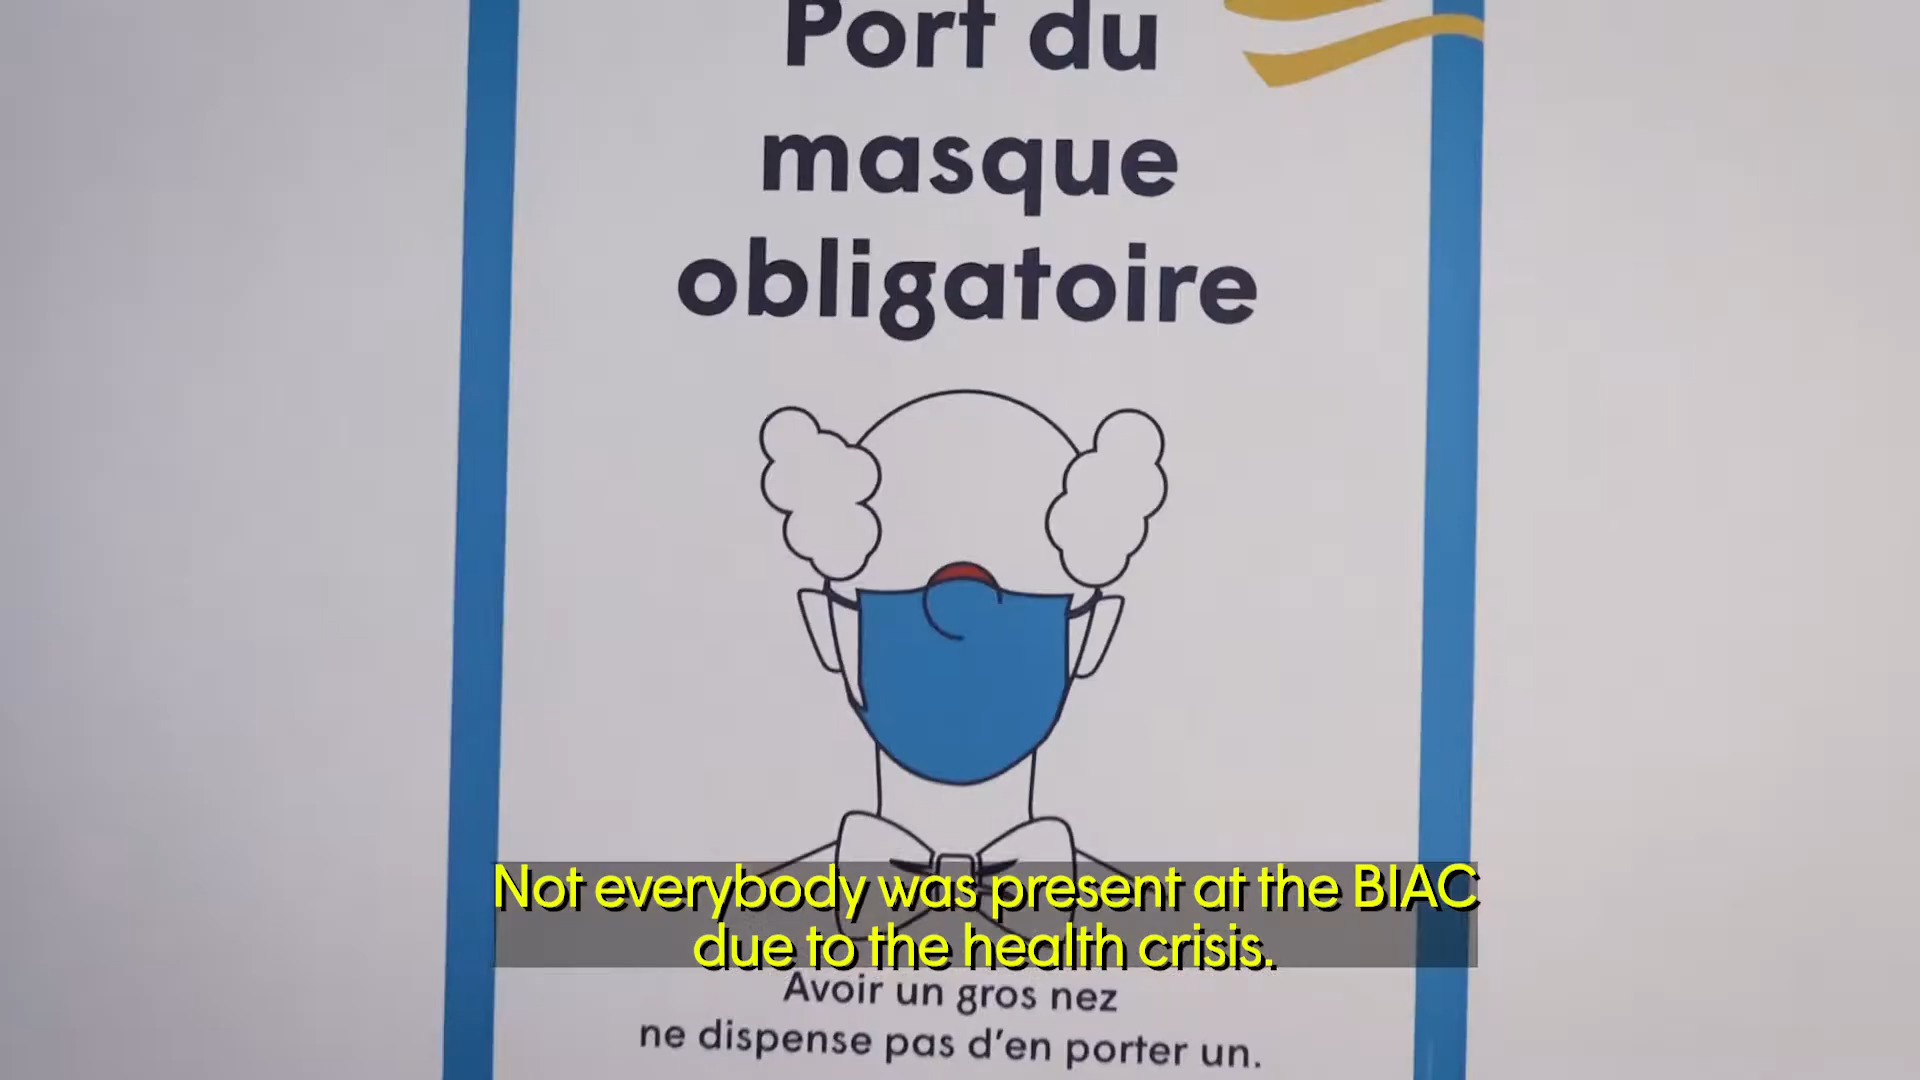 Port du
masque
obligatoire
Not everybody was present at the BIAC
due to the health crisis.
Avoir un gros nez
ne dispense pas d'en porter un.